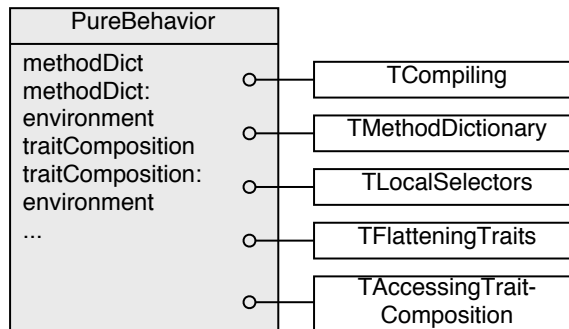 PureBehavior
methodDict
methodDict:
environment
traitComposition
traitComposition:
environment
...
TCompiling
TMethodDictionary
TLocalSelectors
TFlatteningTraits
TAccessingTrait-
Composition